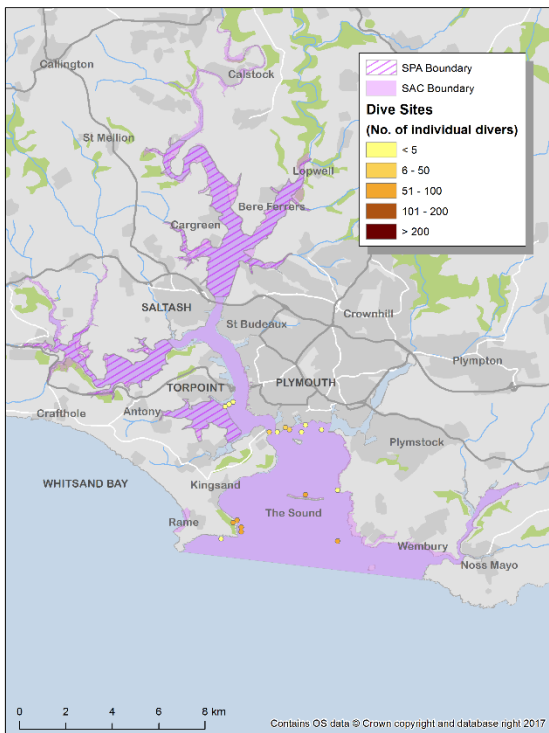 Callington
Calstock
St Mellion
Lopwell
Bere Ferrers
Cargreen
SPA Boundary
SAC Boundary
Dive Sites
(No. of individual divers)
< 5
6 - 50
51 - 100
101 - 200
> 200
SALTASH
St Budeaux
Crownhill
Plympton
TORPOINT
PLYMOUTH
Crafthole
Antony
Plymstock
WHITSAND BAY
Kingsand
The Sound
Rame
Wembury
Noss Mayo
0 2 4 6 8 km
Contains OS data © Crown copyright and database right 2017